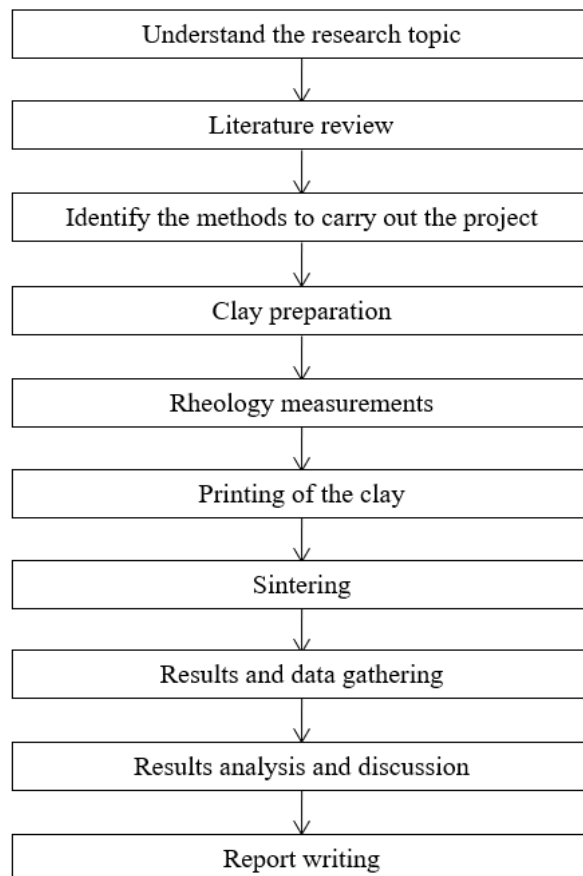 Understand the research topic
Literature review
Identify the methods to carry out the project
Clay preparation
Rheology measurements
Printing of the clay
Sintering
Results and data gathering
Results analysis and discussion
Report writing